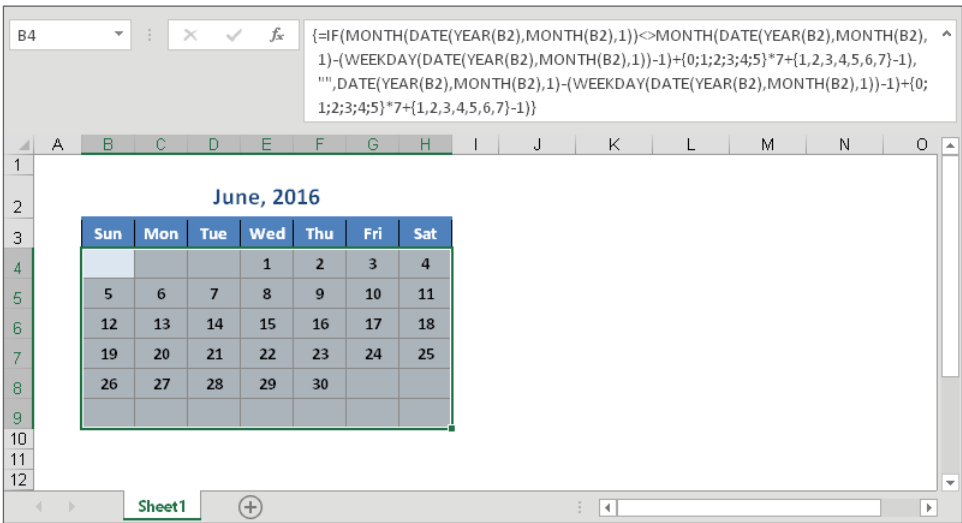 B4 fx {=IF(MONTH(DATE(YEAR(B2),MONTH(B2),1))<>MONTH(DATE(YEAR(B2),MONTH(B2),
1)-(WEEKDAY(DATE(YEAR(B2),MONTH(B2),1))-1)+{0;1;2;3;4;5}*7+{1,2,3,4,5,6,7}-1),
"",DATE(YEAR(B2),MONTH(B2),1)-(WEEKDAY(DATE(YEAR(B2),MONTH(B2),1))-1)+{0;
1;2;3;4;5}*7+{1,2,3,4,5,6,7}-1)}
A B C D E F G H I J K L M N O
1
2 June, 2016
3 Sun Mon Tue Wed Thu Fri Sat
4 1 2 3 4
5 5 6 7 8 9 10 11
6 12 13 14 15 16 17 18
7 19 20 21 22 23 24 25
8 26 27 28 29 30
9
10
11
12
Sheet1